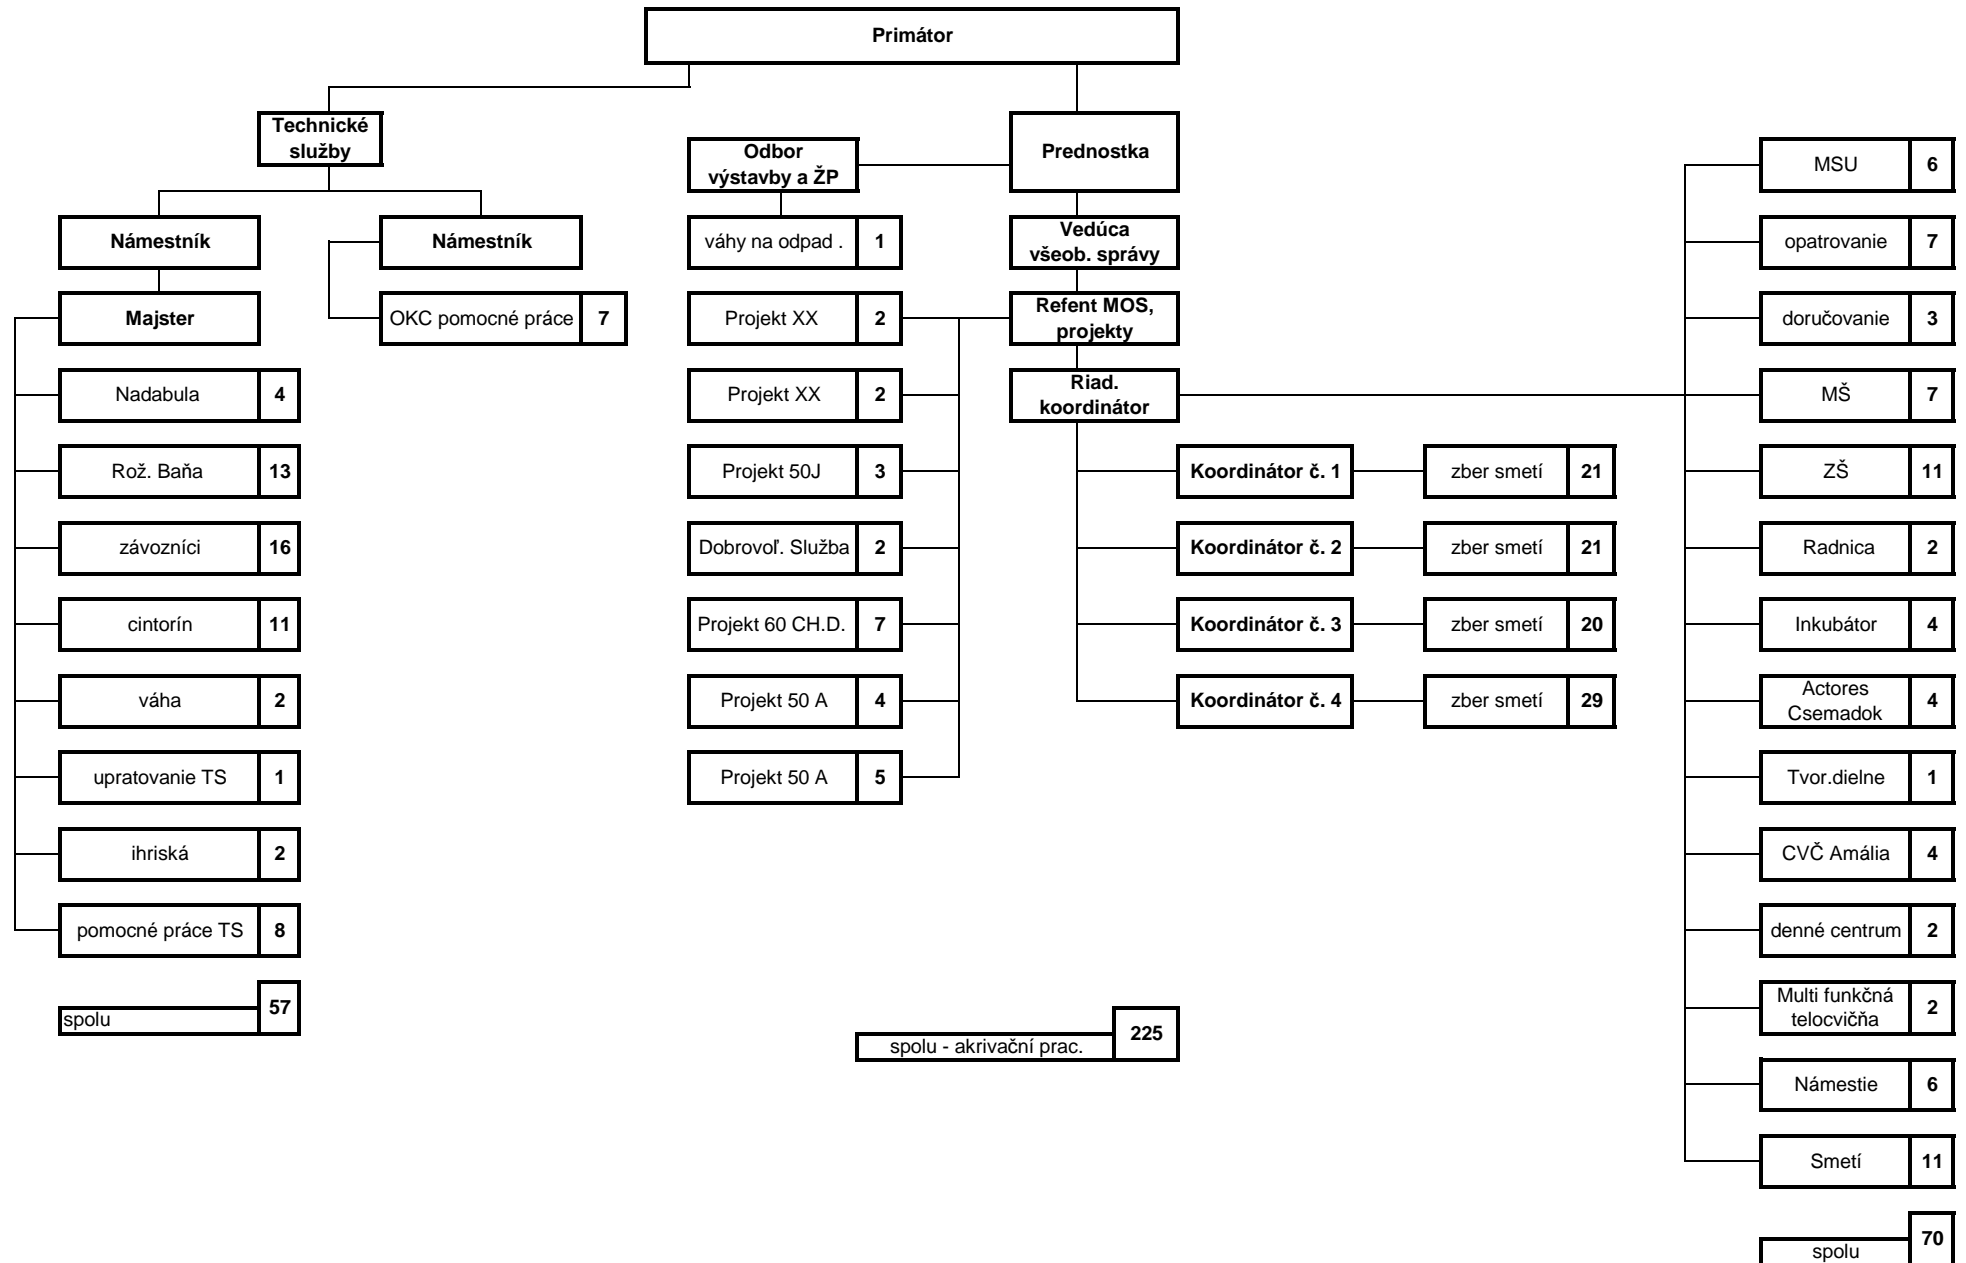 Primátor
Technické
služby
Odbor
výstavby a ŽP
Prednostka
MSU 6
Námestník
Námestník
váhy na odpad . 1
Vedúca
všeob. správy
opatrovanie 7
Majster
OKC pomocné práce 7
Projekt XX 2
Refent MOS,
projekty
doručovanie 3
Nadabula 4
Projekt XX 2
Riad.
koordinátor
MŠ 7
Rož. Baňa 13
Projekt 50J 3
Koordinátor č. 1
zber smetí 21
ZŠ 11
závozníci 16
Dobrovoľ. Služba 2
Koordinátor č. 2
zber smetí 21
Radnica 2
cintorín 11
Projekt 60 CH.D. 7
Koordinátor č. 3
zber smetí 20
Inkubátor 4
váha 2
Projekt 50 A 4
Koordinátor č. 4
zber smetí 29
Actores
Csemadok 4
upratovanie TS 1
Projekt 50 A 5
Tvor.dielne 1
ihriská 2
CVČ Amália 4
pomocné práce TS 8
denné centrum 2
spolu 57
Multi funkčná
telocvičňa 2
spolu - akrivační prac. 225
Námestie 6
Smetí 11
spolu 70